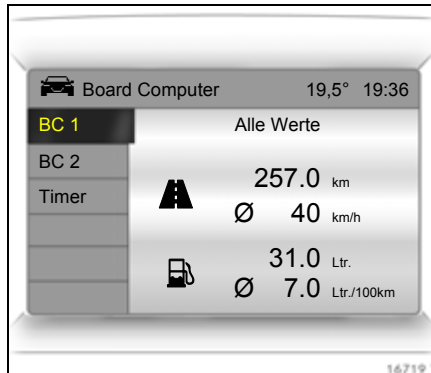 Board Computer 19,5° 19:36
BC 1
Alle Werte
BC 2
Timer
257.0 km
Ø 40 km/h
31.0 Ltr.
Ø 7.0 Ltr./100km
16719